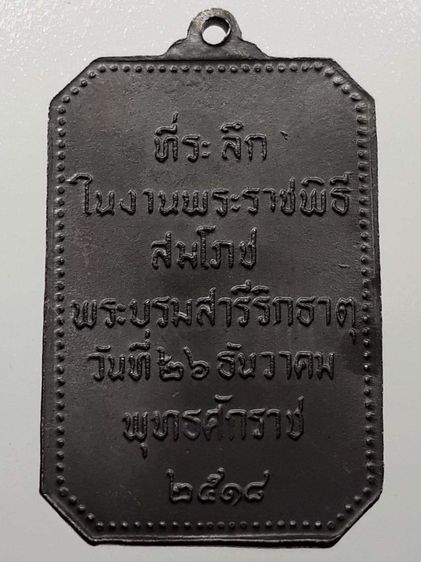 ที่ระลึก
ในงานพระราชพิธี
สมโภช
พระบรมสารีริกธาตุ
วันที่ ๒๖ ธันวาคม
พุทธศักราช
๒๕๑๘